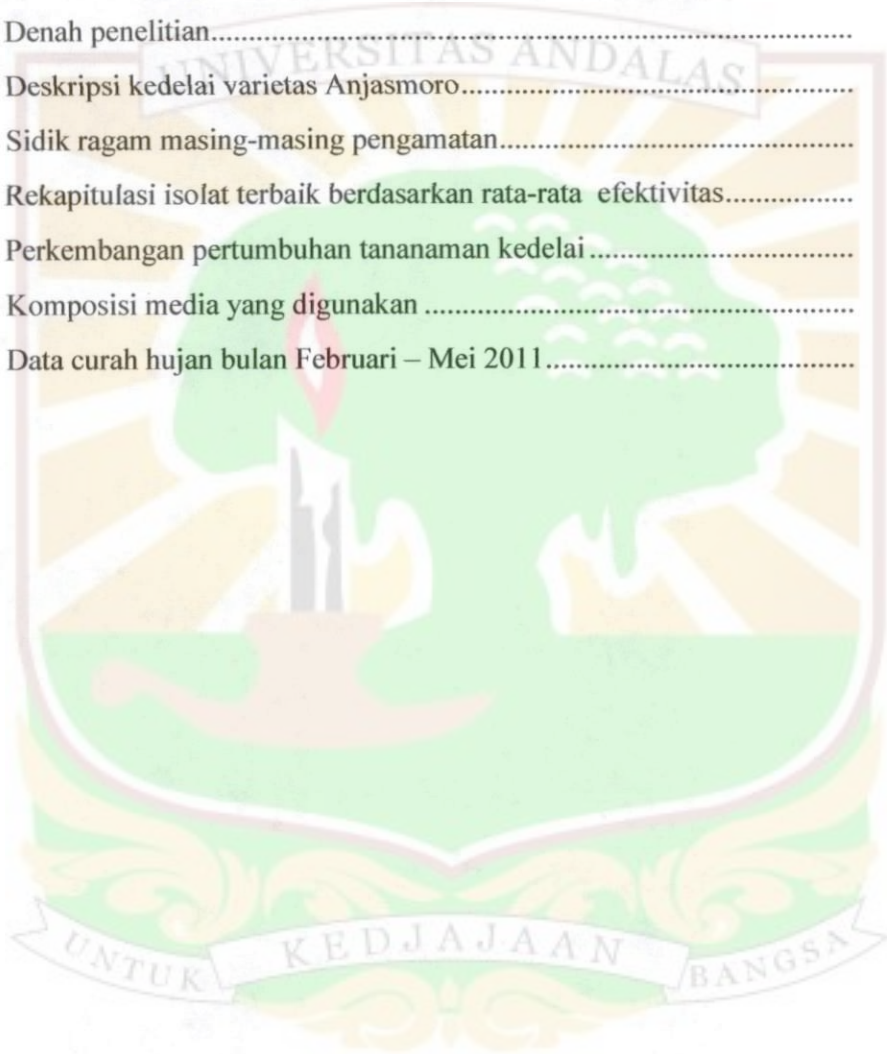 Denah penelitian................................................................................
UNIVERSITAS ANDALAS
Deskripsi kedelai varietas Anjasmoro.................................................
Sidik ragam masing-masing pengamatan............................................
Rekapitulasi isolat terbaik berdasarkan rata-rata efektivitas................
Perkembangan pertumbuhan tananaman kedelai.................................
Komposisi media yang digunakan ......................................................
Data curah hujan bulan Februari – Mei 2011.......................................
UNTUK KEDJAJAAN BANGSA